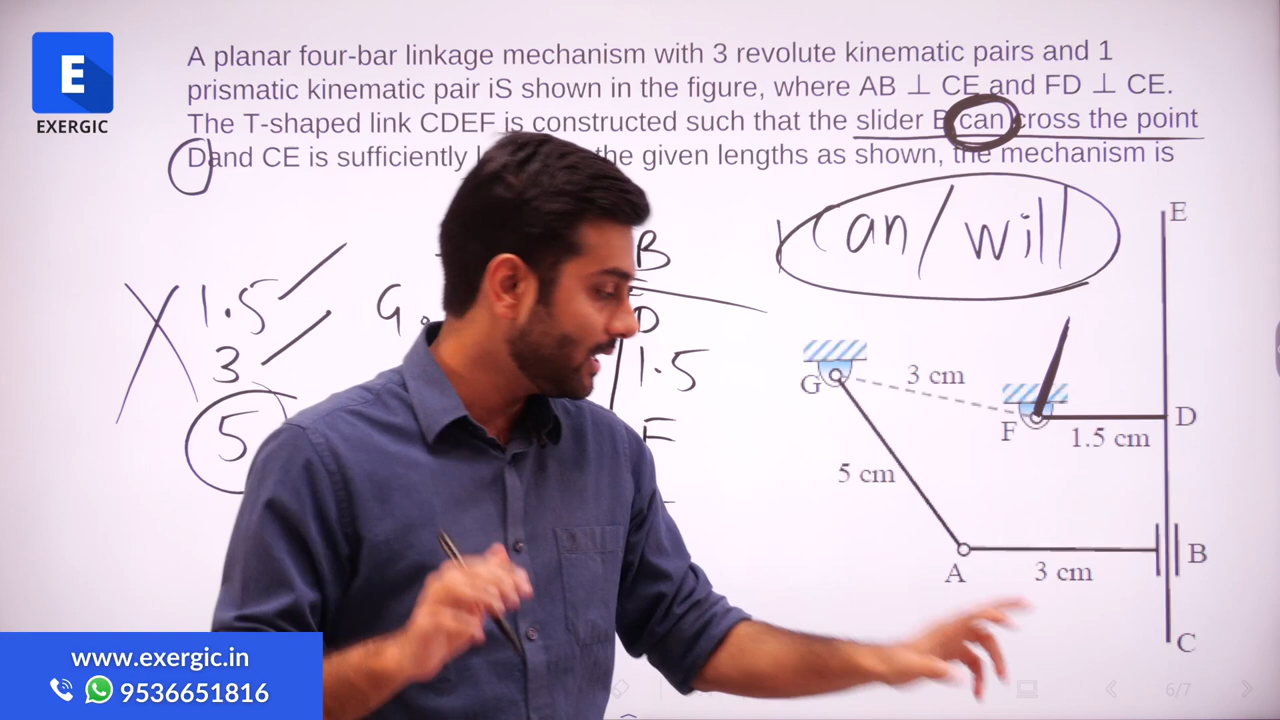 E
EXERGIC
A planar four-bar linkage mechanism with 3 revolute kinematic pairs and 1
prismatic kinematic pair iS shown in the figure, where AB ⊥ CE and FD ⊥ CE.
The T-shaped link CDEF is constructed such that the slider B can cross the point
D and CE is sufficiently the given lengths as shown, the mechanism is
can/will
1.5
3
5
G.
B
D
1.5
F
E
G
3 cm
F
D
1.5 cm
5 cm
A
3 cm
B
C
www.exergic.in
9536651816
6/7